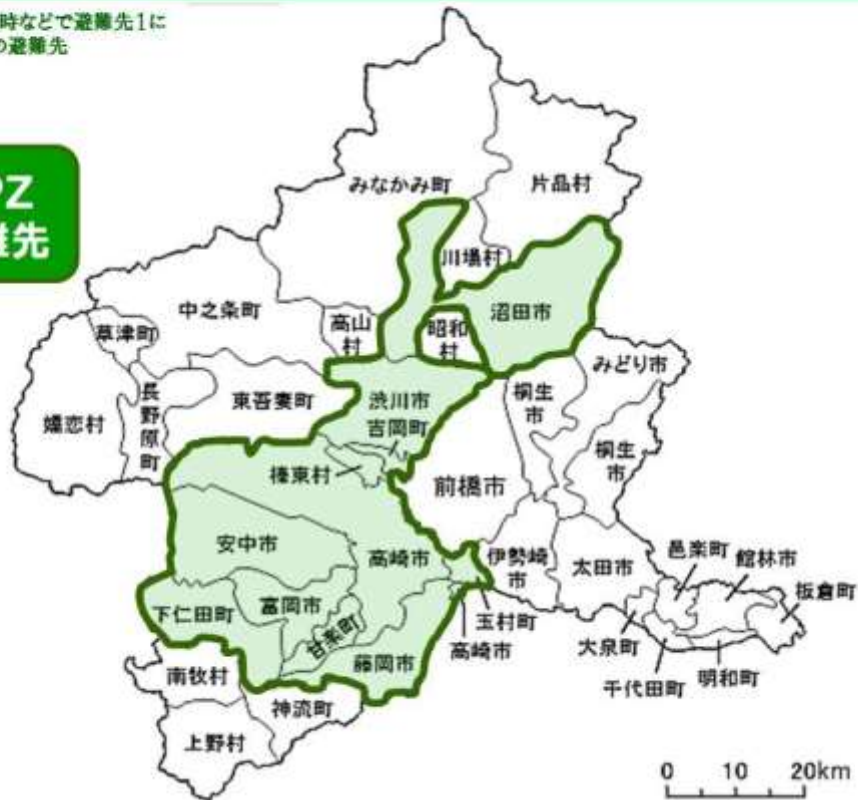 時などで避難先1に
の避難先
PZ
難先
みなかみ町
片品村
川場村
沼田市
中之条町
草津町
高山
村
昭和
村
みどり市
嬬恋村
長
野
原
町
東吾妻町
渋川市
吉岡町
桐生
市
桐生
市
榛東村
前橋市
安中市
高崎市
伊勢崎
市
太田市
邑楽町
館林市
板倉町
下仁田町
富岡市
甘楽町
玉村町
高崎市
大泉町
千代田町
明和町
藤岡市
南牧村
神流町
上野村
0 10 20km